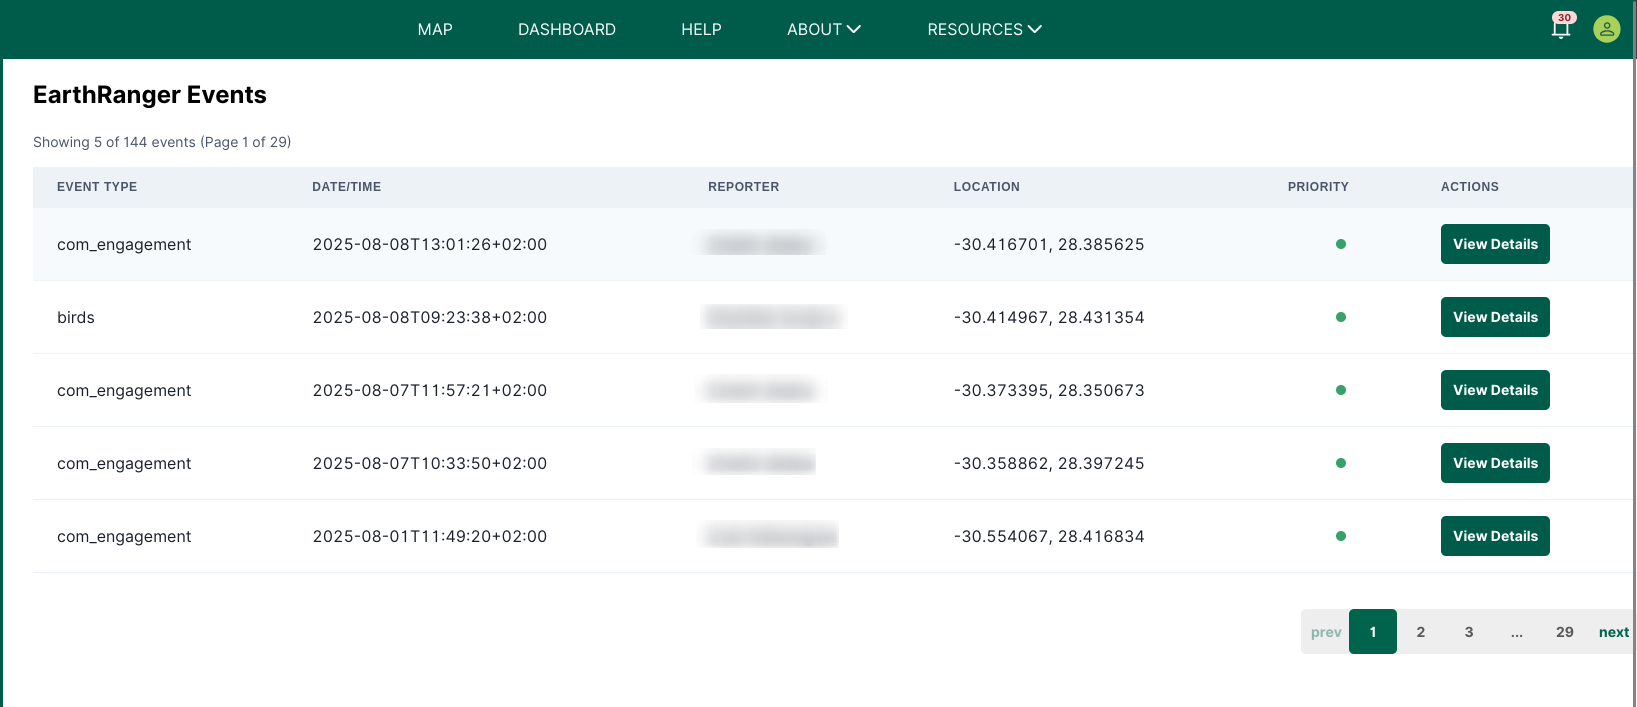 MAP DASHBOARD HELP ABOUT RESOURCES 30
EarthRanger Events
Showing 5 of 144 events (Page 1 of 29)
EVENT TYPE DATE/TIME REPORTER LOCATION PRIORITY ACTIONS
com_engagement 2025-08-08T13:01:26+02:00 -30.416701, 28.385625 View Details
birds 2025-08-08T09:23:38+02:00 -30.414967, 28.431354 View Details
com_engagement 2025-08-07T11:57:21+02:00 -30.373395, 28.350673 View Details
com_engagement 2025-08-07T10:33:50+02:00 -30.358862, 28.397245 View Details
com_engagement 2025-08-01T11:49:20+02:00 -30.554067, 28.416834 View Details
prev 1 2 3 ... 29 next